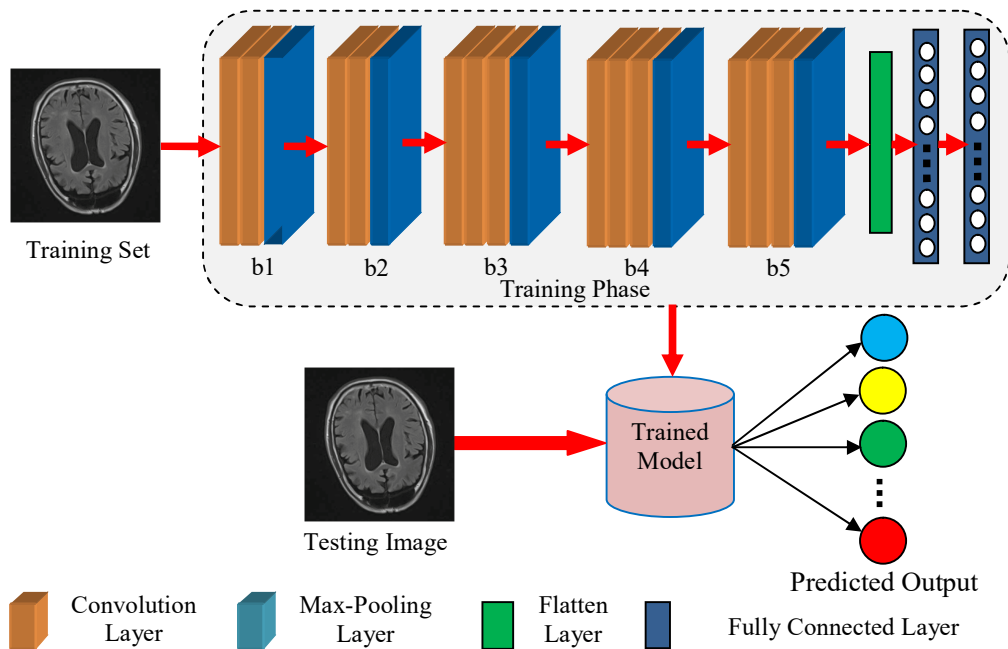 Training Set
b1
b2
b3
b4
b5
Training Phase
Trained
Model
Testing Image
Predicted Output
Convolution
Layer
Max-Pooling
Layer
Flatten
Layer
Fully Connected Layer